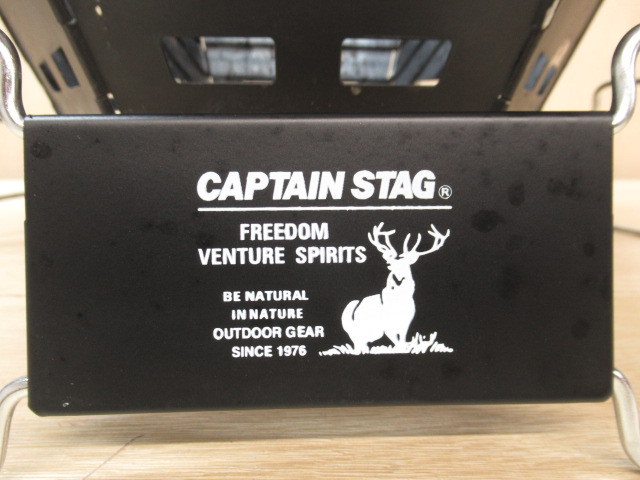 CAPTAIN STAG®
FREEDOM
VENTURE SPIRITS
BE NATURAL
IN NATURE
OUTDOOR GEAR
SINCE 1976